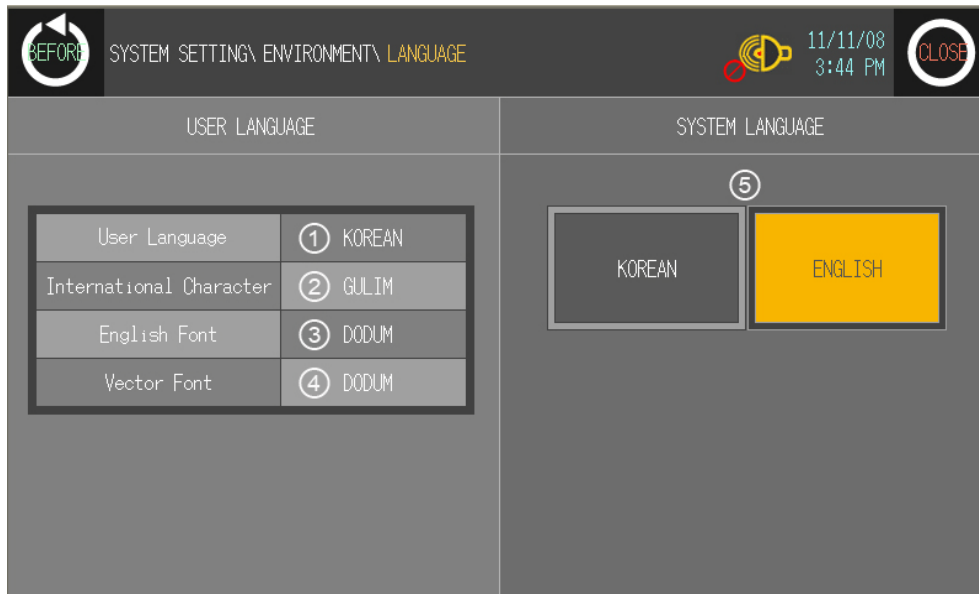 BEFORE
SYSTEM SETTING\ ENVIRONMENT\ LANGUAGE
11/11/08
3:44 PM
CLOSE
USER LANGUAGE
User Language ① KOREAN
International Character ② GULIM
English Font ③ DODUM
Vector Font ④ DODUM
SYSTEM LANGUAGE
⑤
KOREAN
ENGLISH